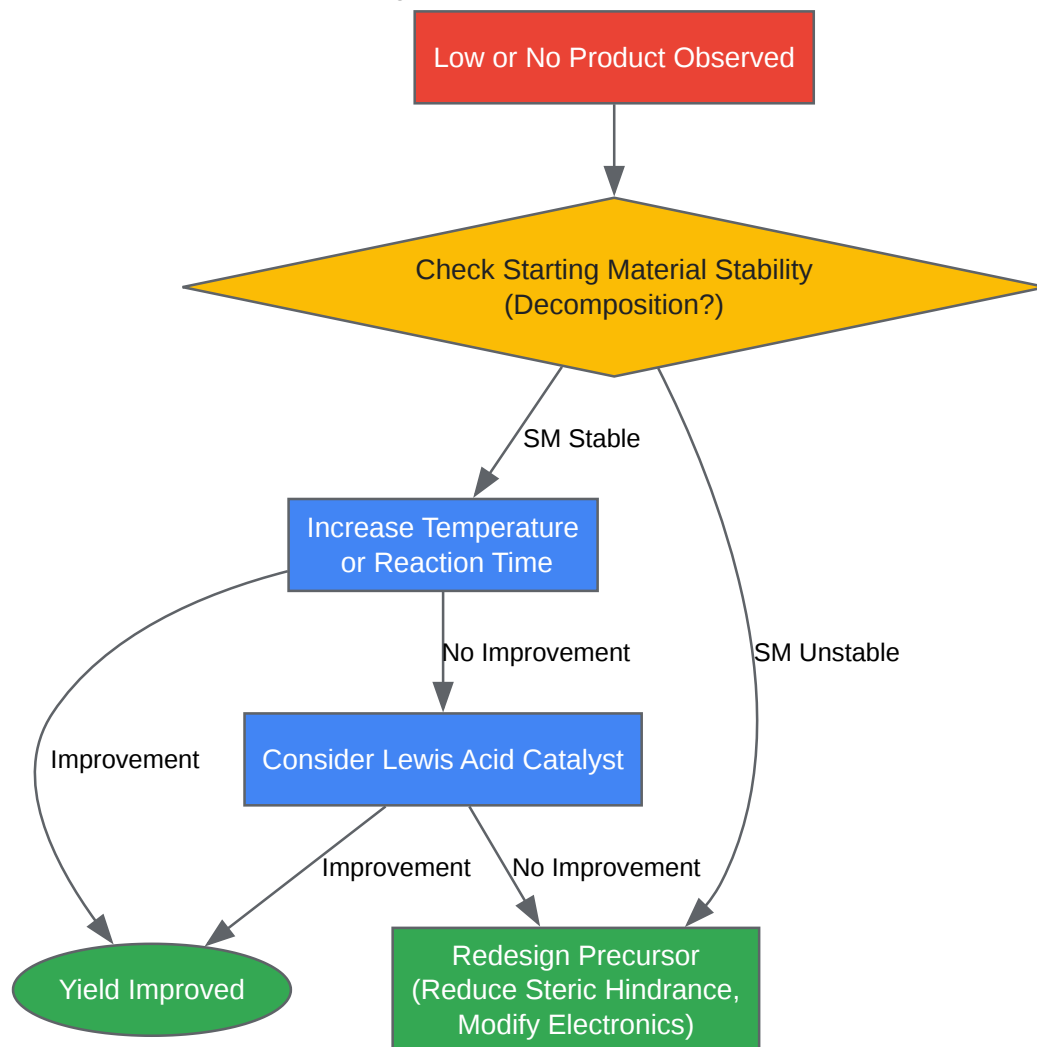 Low or No Product Observed
Check Starting Material Stability
(Decomposition?)
SM Stable
Increase Temperature
or Reaction Time
No Improvement
SM Unstable
Improvement
Consider Lewis Acid Catalyst
Improvement
No Improvement
Yield Improved
Redesign Precursor
(Reduce Steric Hindrance,
Modify Electronics)